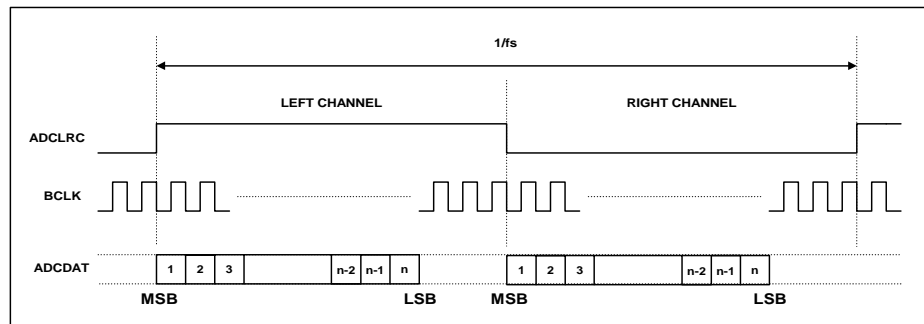 1/fs
LEFT CHANNEL RIGHT CHANNEL
ADCLRC
BCLK
ADCDAT 1 2 3 n-2 n-1 n 1 2 3 n-2 n-1 n
MSB LSB MSB LSB